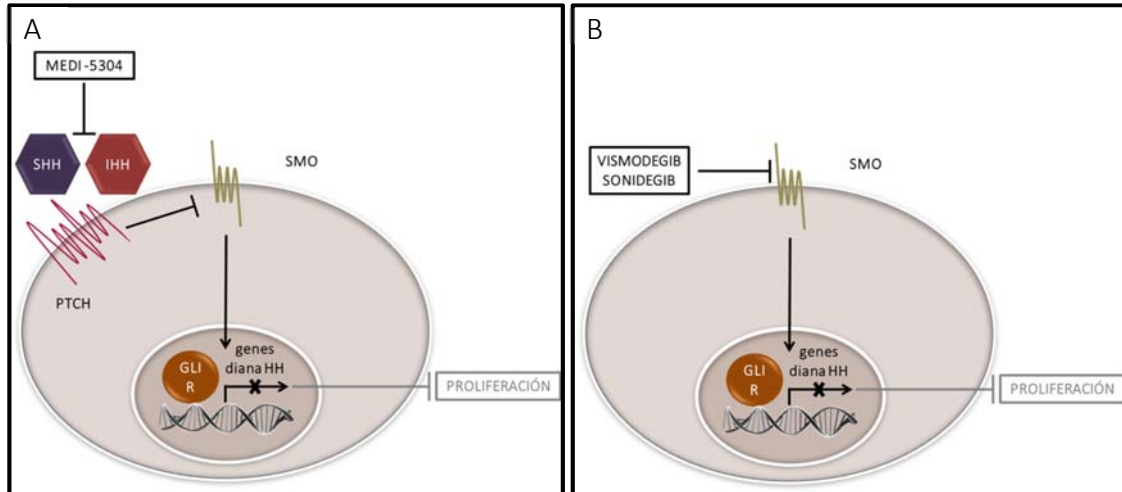 A
MEDI-5304
SHH
IHH
SMO
PTCH
GLI
R
genes
diana HH
PROLIFERACIÓN
B
VISMODEGIB
SONIDEGIB
SMO
GLI
R
genes
diana HH
PROLIFERACIÓN